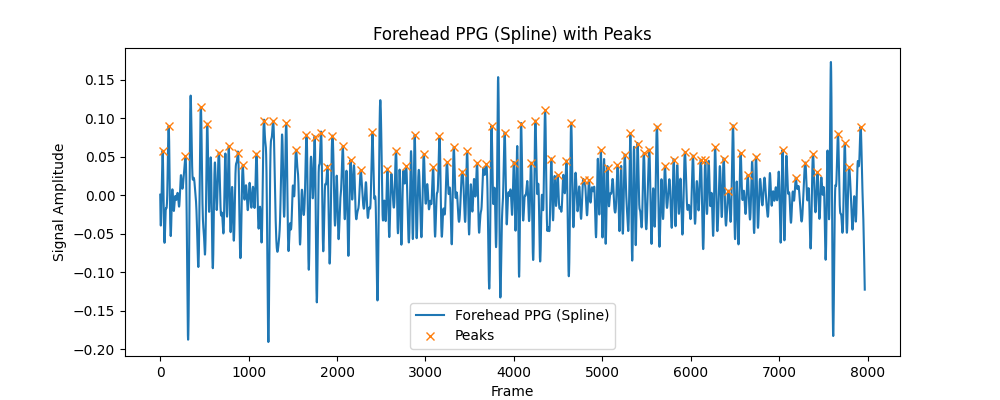 Forehead PPG (Spline) with Peaks
Signal Amplitude
0.15
0.10
0.05
0.00
−0.05
−0.10
−0.15
−0.20
Forehead PPG (Spline)
Peaks
0 1000 2000 3000 4000 5000 6000 7000 8000
Frame